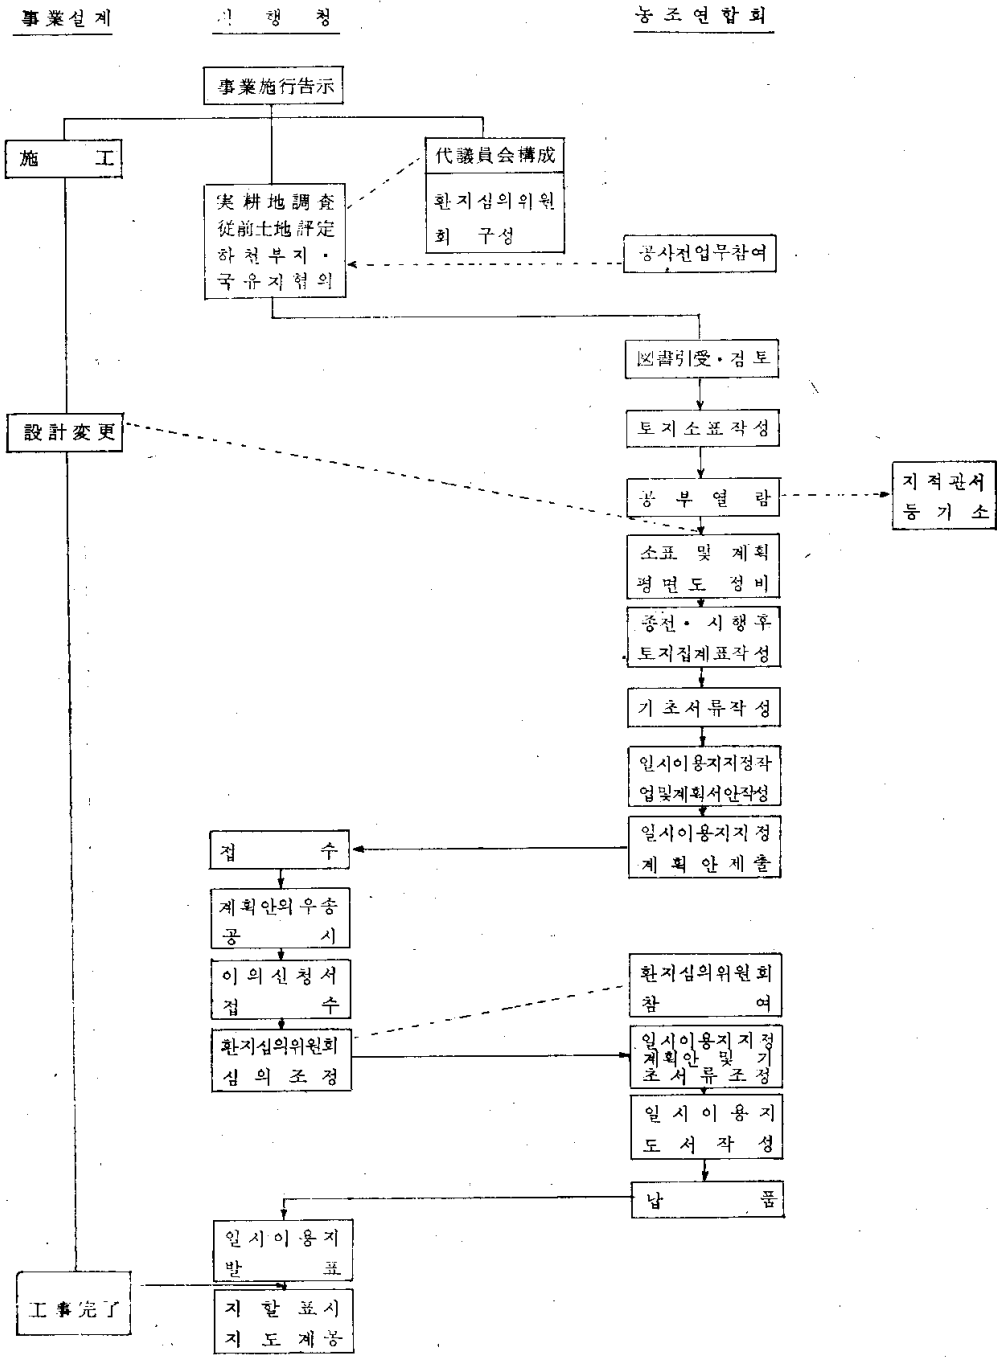 事業설계
행 청
농조연합회
事業施行告示
施 工
代議員会構成
환지심의위원
회 구성
実耕地調査
従前土地評定
하천부지・
국유지협의
공사전업무참여
図書引受・검토
토지소표작성
設計変更
공부열람
지적관서
등기소
소표 및 계획
평면도 정비
종전・시행후
토지집계표작성
기초서류작성
일시이용지지정작
업및계획서안작성
일시이용지지정
계획안제출
접 수
계획안의우송
공 시
이의신청서
접 수
환지심의위원회
심의조정
환지심의위원회
참 여
일시이용지지정
계획안 및 기
초서류조정
일시이용지
도서작성
납 품
일시이용지
발 표
工事完了
지할표시
지도계몽